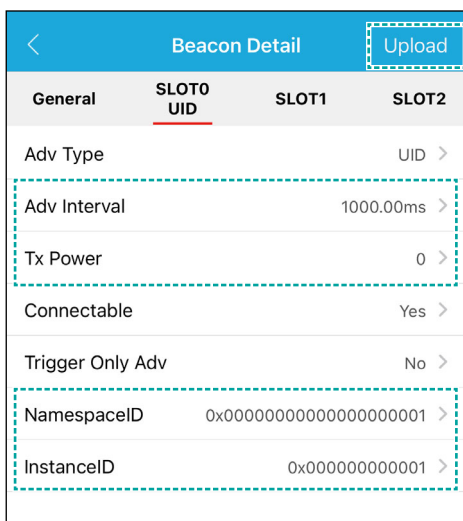 Beacon Detail
Upload
General
SLOT0
UID
SLOT1
SLOT2
Adv Type
UID
Adv Interval
1000.00ms
Tx Power
0
Connectable
Yes
Trigger Only Adv
No
NamespaceID
0x00000000000000000001
InstanceID
0x000000000001